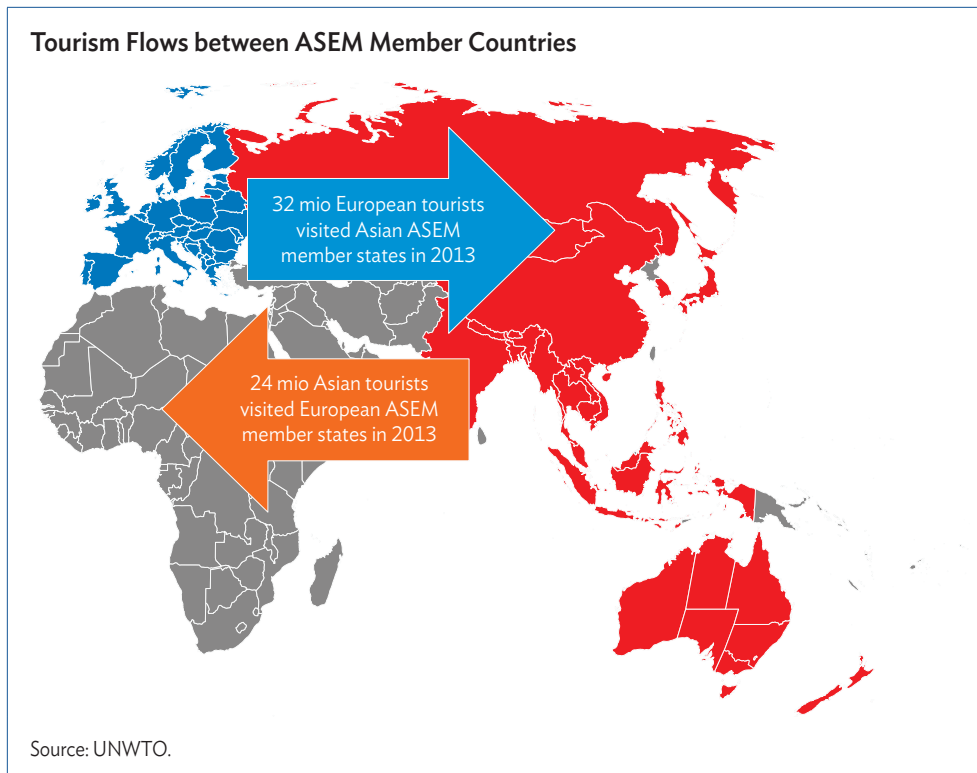 Tourism Flows between ASEM Member Countries
32 mio European tourists
visited Asian ASEM
member states in 2013
24 mio Asian tourists
visited European ASEM
member states in 2013
Source: UNWTO.